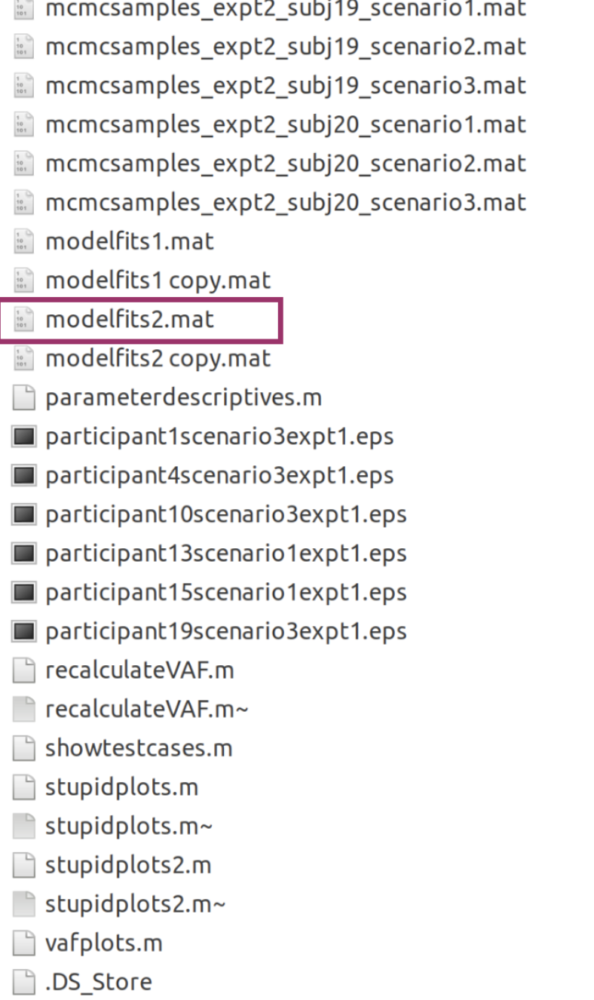 mcmcsamples_expt2_subj19_scenario1.mat
mcmcsamples_expt2_subj19_scenario2.mat
mcmcsamples_expt2_subj19_scenario3.mat
mcmcsamples_expt2_subj20_scenario1.mat
mcmcsamples_expt2_subj20_scenario2.mat
mcmcsamples_expt2_subj20_scenario3.mat
modelfits1.mat
modelfits1 copy.mat
modelfits2.mat
modelfits2 copy.mat
parameterdescriptives.m
participant1scenario3expt1.eps
participant4scenario3expt1.eps
participant10scenario3expt1.eps
participant13scenario1expt1.eps
participant15scenario1expt1.eps
participant19scenario3expt1.eps
recalculateVAF.m
recalculateVAF.m~
showtestcases.m
stupidplots.m
stupidplots.m~
stupidplots2.m
stupidplots2.m~
vafplots.m
.DS_Store